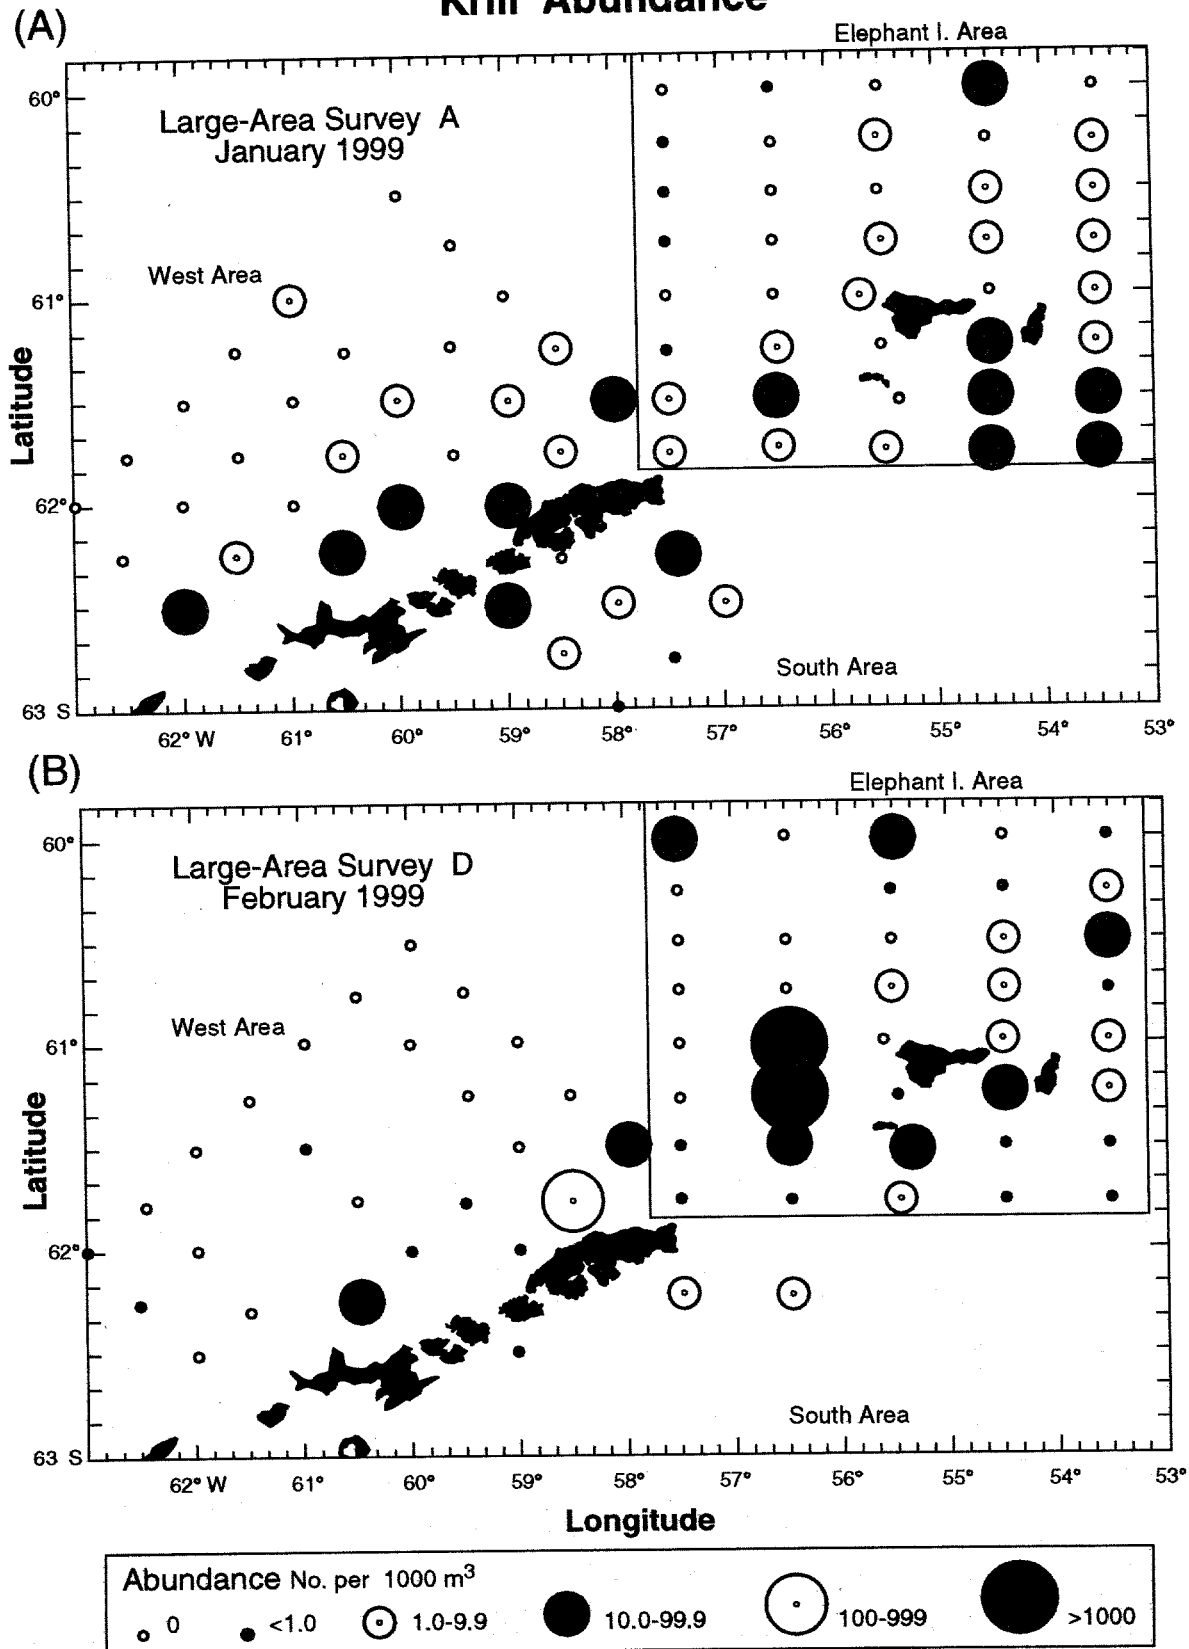 Krill Abundance
(A)
Elephant I. Area
60°
Large-Area Survey A
January 1999
West Area
61°
Latitude
62°
South Area
63 S
62° W 61° 60° 59° 58° 57° 56° 55° 54° 53°
(B)
Elephant I. Area
60°
Large-Area Survey D
February 1999
West Area
61°
Latitude
62°
South Area
63 S
62° W 61° 60° 59° 58° 57° 56° 55° 54° 53°
Longitude
Abundance No. per 1000 m³
0 <1.0 1.0-9.9 10.0-99.9 100-999 >1000